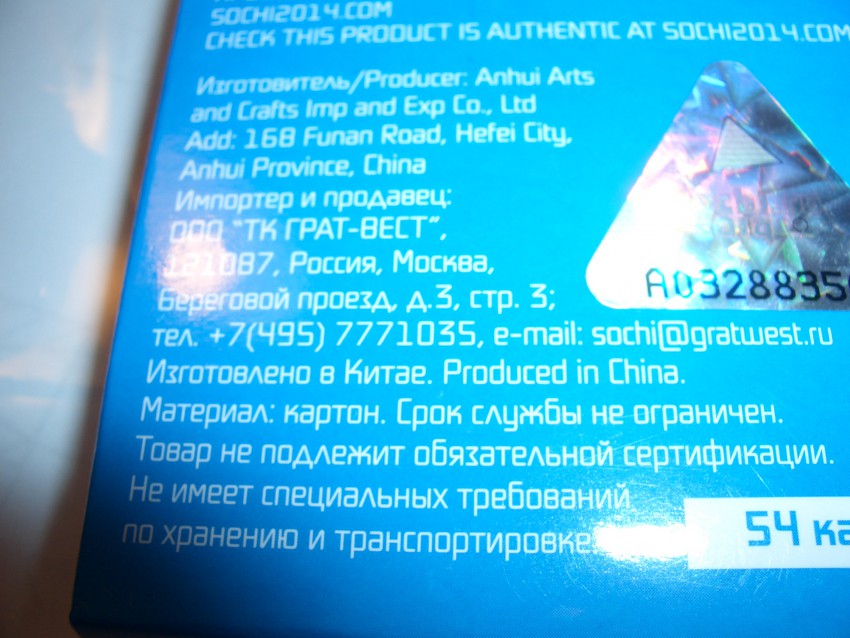 SOCHI2014.COM
CHECK THIS PRODUCT IS AUTHENTIC AT SOCHI2014.COM
Изготовитель/Producer: Anhui Arts
and Crafts Imp and Exp Co., Ltd
Add: 168 Funan Road, Hefei City,
Anhui Province, China
Импортер и продавец:
ООО "ТК ГРАТ-ВЕСТ",
121087, Россия, Москва,
Береговой проезд, д.3, стр. 3;
тел. +7(495) 7771035, e-mail: sochi@gratwest.ru
Изготовлено в Китае. Produced in China.
Материал: картон. Срок службы не ограничен.
Товар не подлежит обязательной сертификации.
Не имеет специальных требований
по хранению и транспортировке
A0328835
54 ка